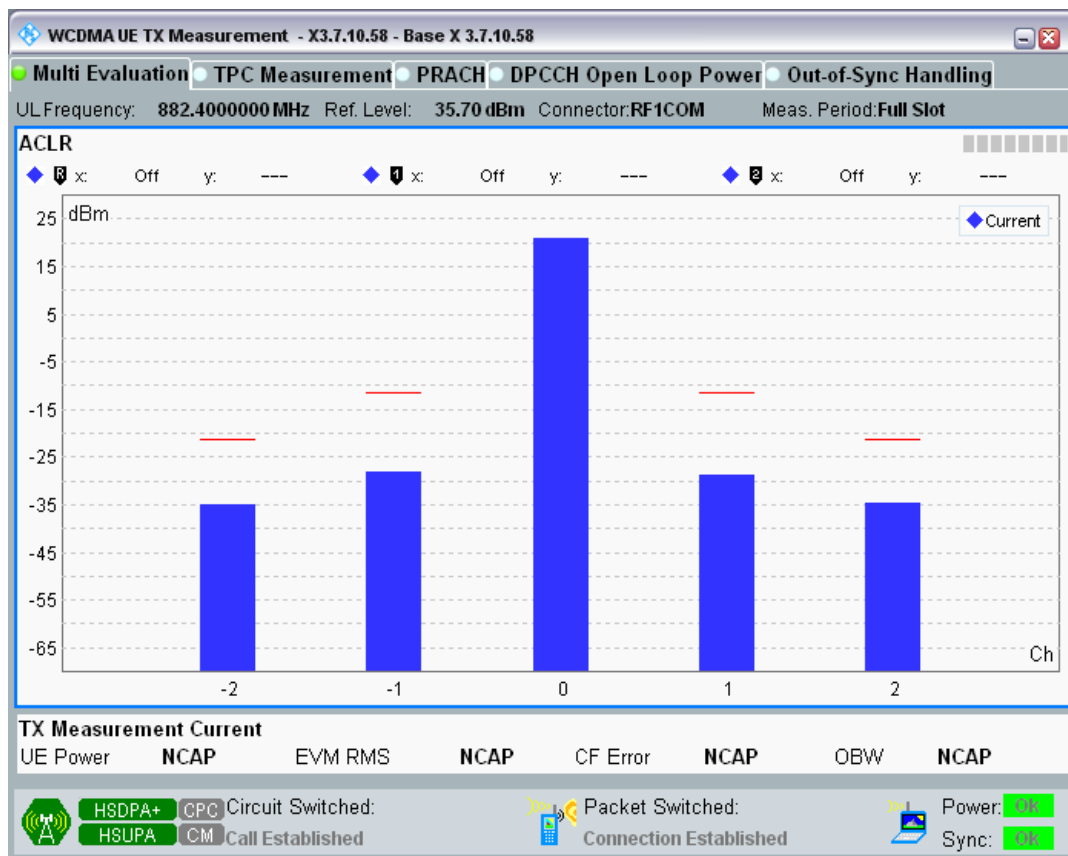 WCDMA UE TX Measurement - X3.7.10.58 - Base X 3.7.10.58
Multi Evaluation TPC Measurement PRACH DPCCH Open Loop Power Out-of-Sync Handling
UL Frequency: 882.4000000 MHz Ref. Level: 35.70 dBm Connector:RF1COM Meas. Period:Full Slot
ACLR
R x: Off y: --- 1 x: Off y: --- 2 x: Off y: ---
dBm
Current
25
15
5
-5
-15
-25
-35
-45
-55
-65
Ch
-2 -1 0 1 2
TX Measurement Current
UE Power NCAP EVM RMS NCAP CF Error NCAP OBW NCAP
HSDPA+ CPC Circuit Switched: Packet Switched: Power: OK
HSUPA CM Call Established Connection Established Sync: OK